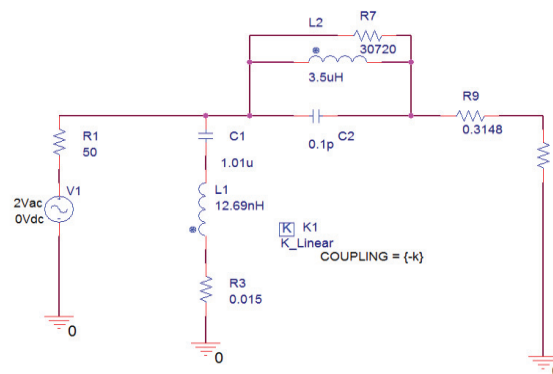 L2
R7
30720
3.5uH
R1
50
C1
1.01u
0.1p
C2
R9
0.3148
V1
2Vac
0Vdc
L1
12.69nH
K K1
K_Linear
COUPLING = {-k}
R3
0.015
0
0